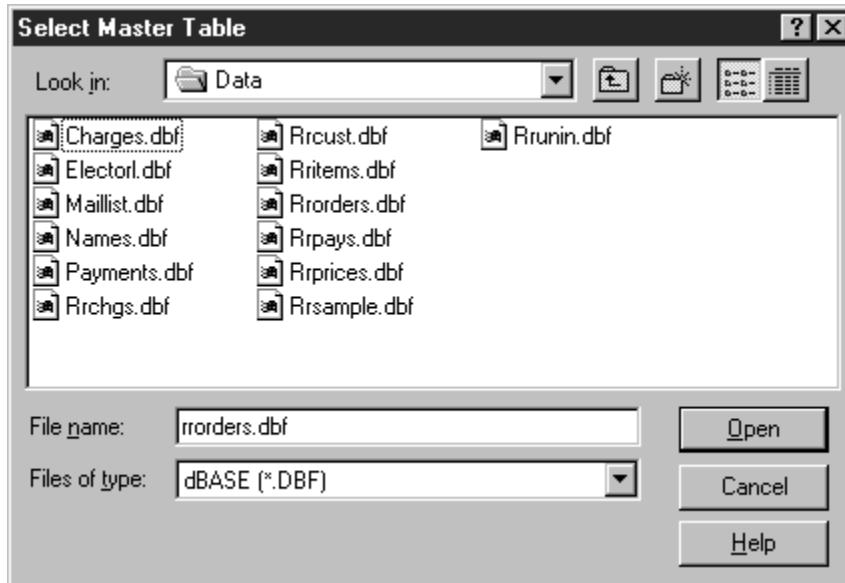 Select Master Table
Look in: Data
Charges.dbf Rrcust.dbf Rrunin.dbf
Electorl.dbf Rritems.dbf
Maillist.dbf Rrorders.dbf
Names.dbf Rrpays.dbf
Payments.dbf Rrprices.dbf
Rrchgs.dbf Rrsample.dbf
File name: rrorders.dbf Open
Files of type: dBASE (*.DBF) Cancel
Help